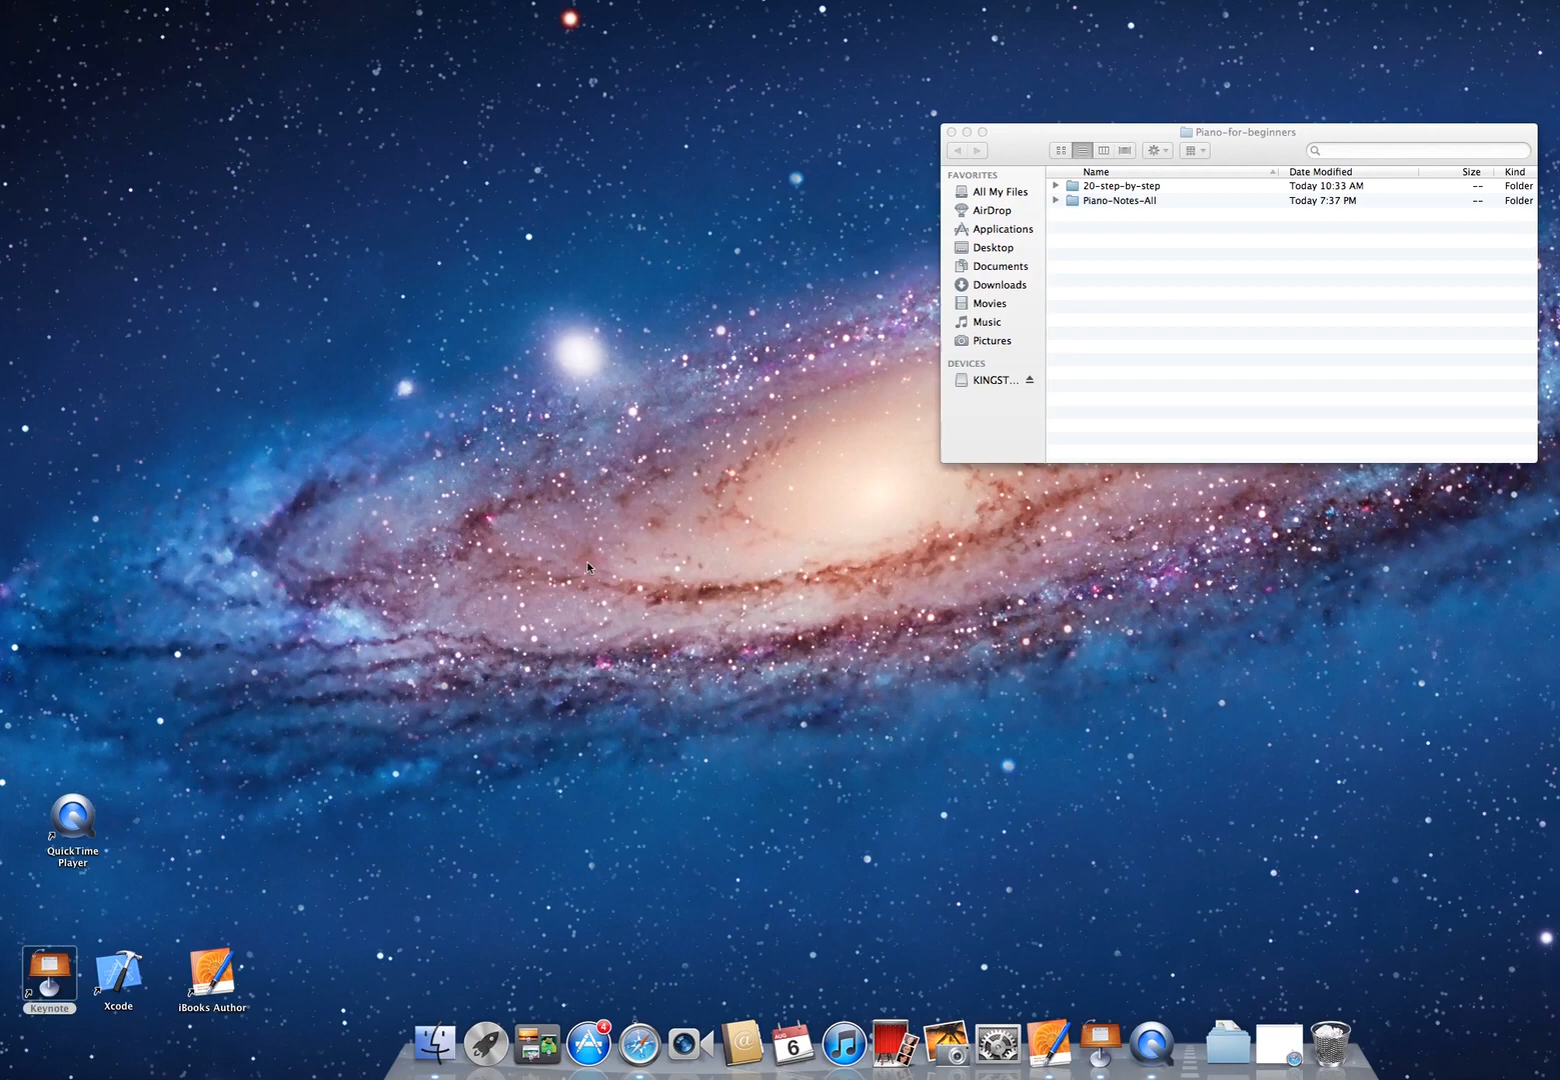 Piano-for-beginners
FAVORITES
All My Files
AirDrop
Applications
Desktop
Documents
Downloads
Movies
Music
Pictures
DEVICES
KINGST...
Name Date Modified Size Kind
20-step-by-step Today 10:33 AM -- Folder
Piano-Notes-All Today 7:37 PM -- Folder
QuickTime
Player
Keynote
Xcode
iBooks Author
4
AUG
6